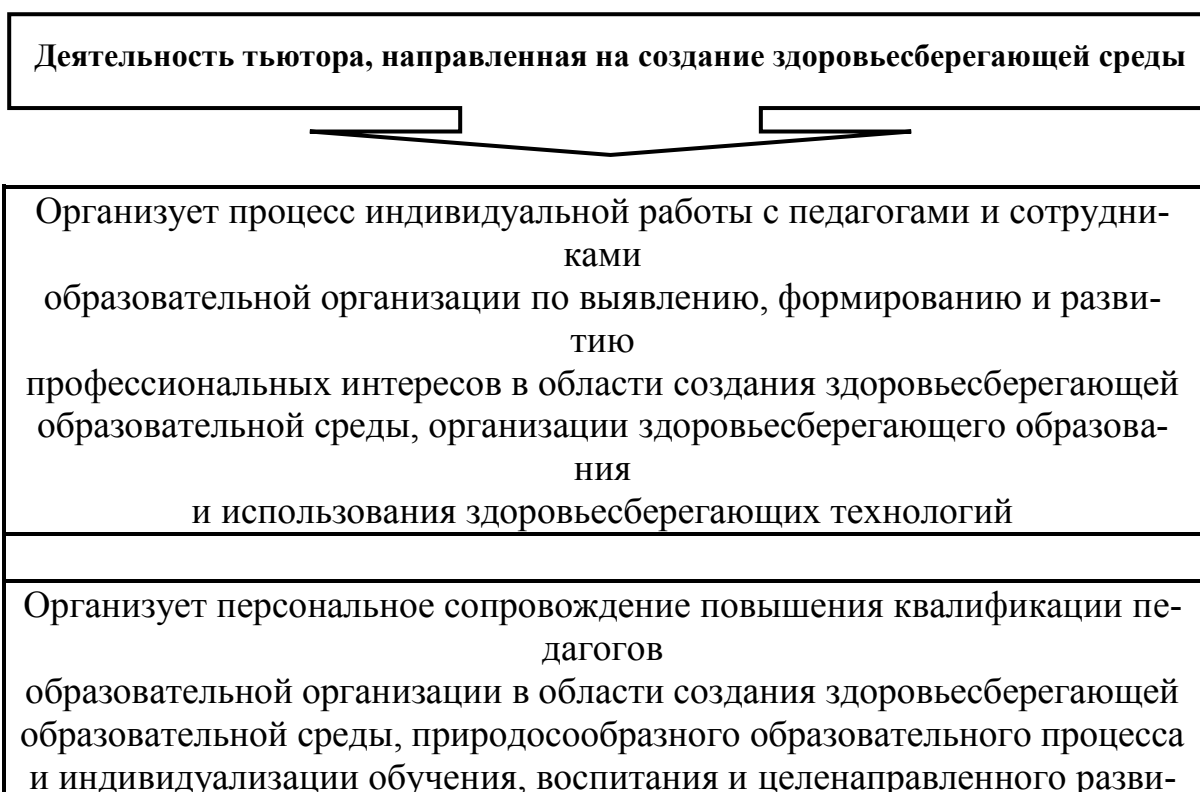 Деятельность тьютора, направленная на создание здоровьесберегающей среды
Организует процесс индивидуальной работы с педагогами и сотрудни-
ками
образовательной организации по выявлению, формированию и разви-
тию
профессиональных интересов в области создания здоровьесберегающей
образовательной среды, организации здоровьесберегающего образова-
ния
и использования здоровьесберегающих технологий
Организует персональное сопровождение повышения квалификации пе-
дагогов
образовательной организации в области создания здоровьесберегающей
образовательной среды, природосообразного образовательного процесса
и индивидуализации обучения, воспитания и целенаправленного разви-